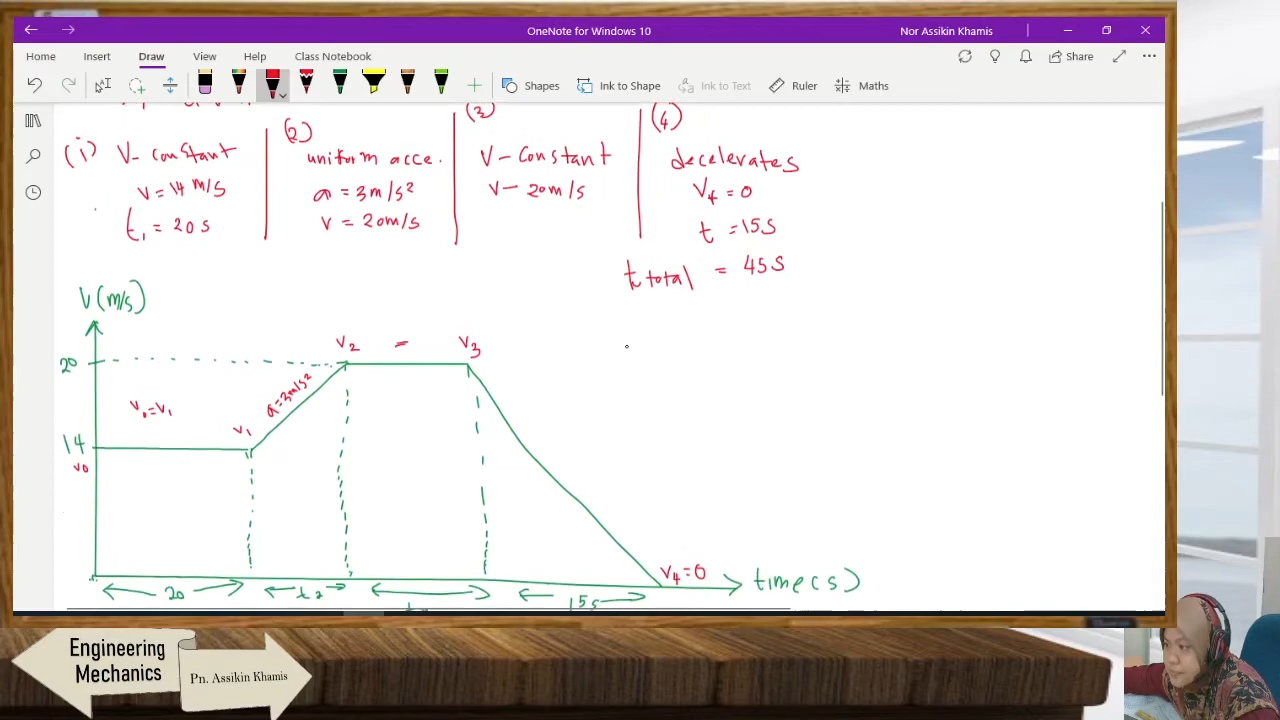 OneNote for Windows 10
Nor Assikin Khamis
Home Insert Draw View Help Class Notebook
Share
Shapes Ink to Shape Ink to Text Ruler Maths
(i) V-constant
V = 14 m/s
t₁ = 20 s
(2)
uniform acce.
a = 3m/s²
v = 20m/s
(3)
V-constant
V - 20m/s
(4)
decelerates
V₄ = 0
t = 15s
t total = 45s
V(m/s)
20
V₂ = V₃
a=3m/s²
V₀=V₁
V₁
14
V0
V₄=0
time(s)
20 t₂ 15s
Engineering
Mechanics
Pn. Assikin Khamis